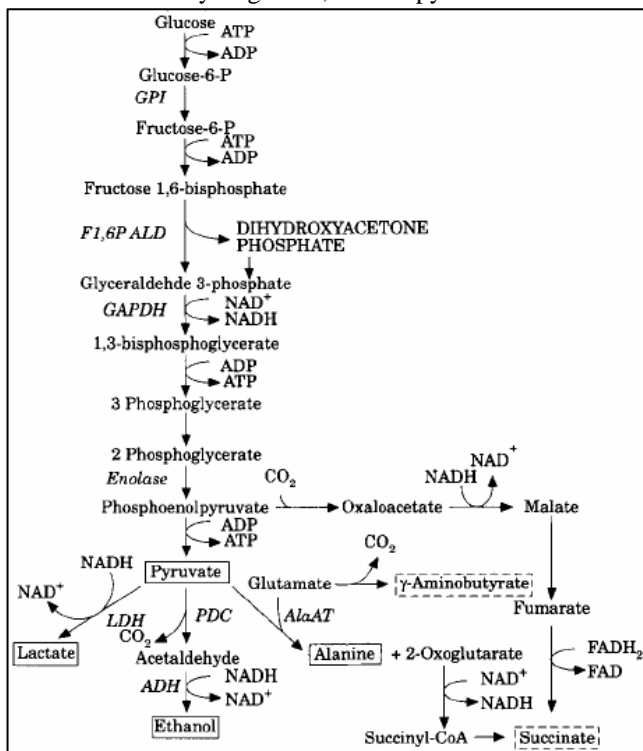 Glucose
ATP
ADP
Glucose-6-P
GPI
Fructose-6-P
ATP
ADP
Fructose 1,6-bisphosphate
F1,6P ALD
DIHYDROXYACETONE
PHOSPHATE
Glyceraldehde 3-phosphate
GAPDH
NAD+
NADH
1,3-bisphosphoglycerate
ADP
ATP
3 Phosphoglycerate
2 Phosphoglycerate
Enolase
CO2
NADH
NAD+
Phosphoenolpyruvate
Oxaloacetate
Malate
ADP
ATP
CO2
NADH
Pyruvate
Glutamate
γ-Aminobutyrate
NAD+
LDH
CO2
PDC
AlaAT
Fumarate
Lactate
Acetaldehyde
Alanine + 2-Oxoglutarate
FADH2
FAD
ADH
NADH
NAD+
NAD+
NADH
Ethanol
Succinyl-CoA
Succinate